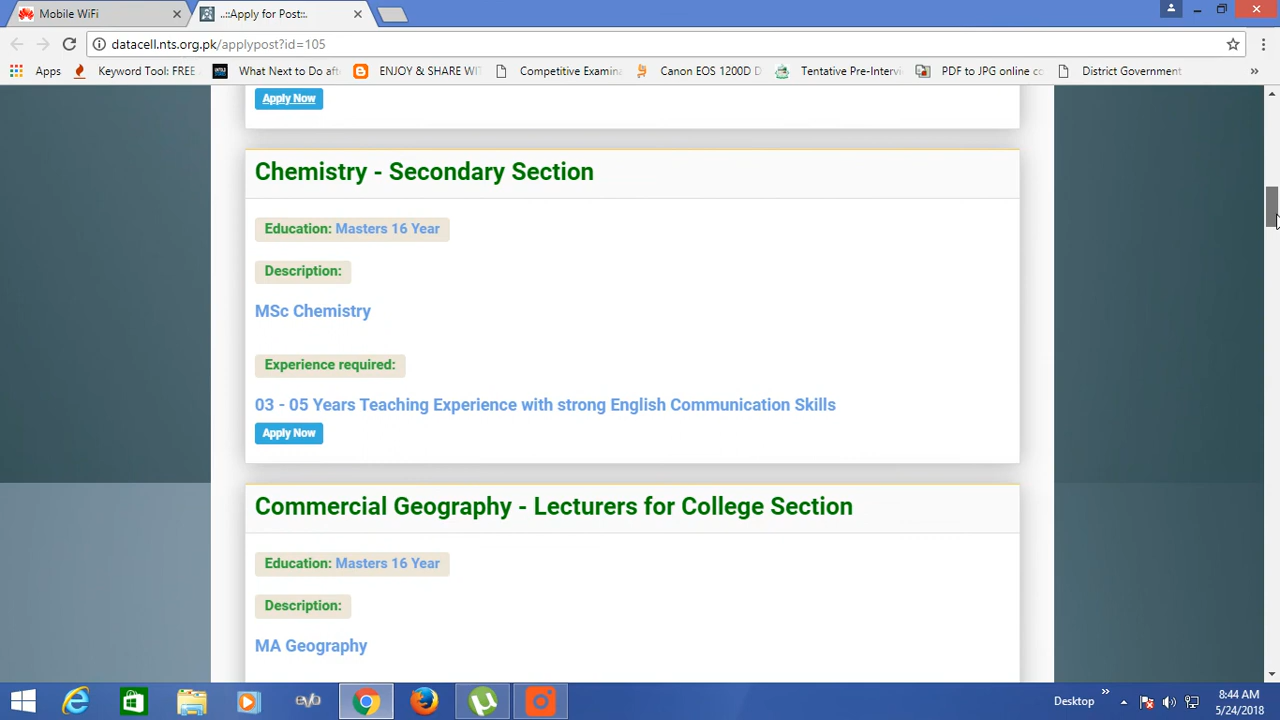 Mobile WiFi
..::Apply for Post::.
datacell.nts.org.pk/applypost?id=105
Apps
Keyword Tool: FREE
What Next to Do aft
ENJOY & SHARE WIT
Competitive Examina
Canon EOS 1200D D
Tentative Pre-Intervi
PDF to JPG online co
District Government
»
Apply Now
Chemistry - Secondary Section
Education: Masters 16 Year
Description:
MSc Chemistry
Experience required:
03 - 05 Years Teaching Experience with strong English Communication Skills
Apply Now
Commercial Geography - Lecturers for College Section
Education: Masters 16 Year
Description:
MA Geography
Desktop
»
8:44 AM
5/24/2018